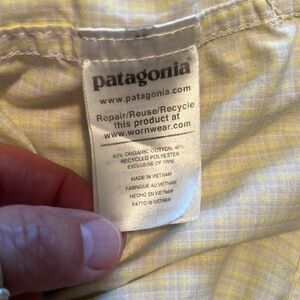 patagonia
www.patagonia.com
Repair/Reuse/Recycle
this product at
www.wornwear.com
60% ORGANIC COTTON, 40%
RECYCLED POLYESTER
EXCLUSIVE OF TRIM
MADE IN VIETNAM
FABRIQUÉ AU VIETNAM
HECHO EN VIETNAM
FATTO IN VIETNAM